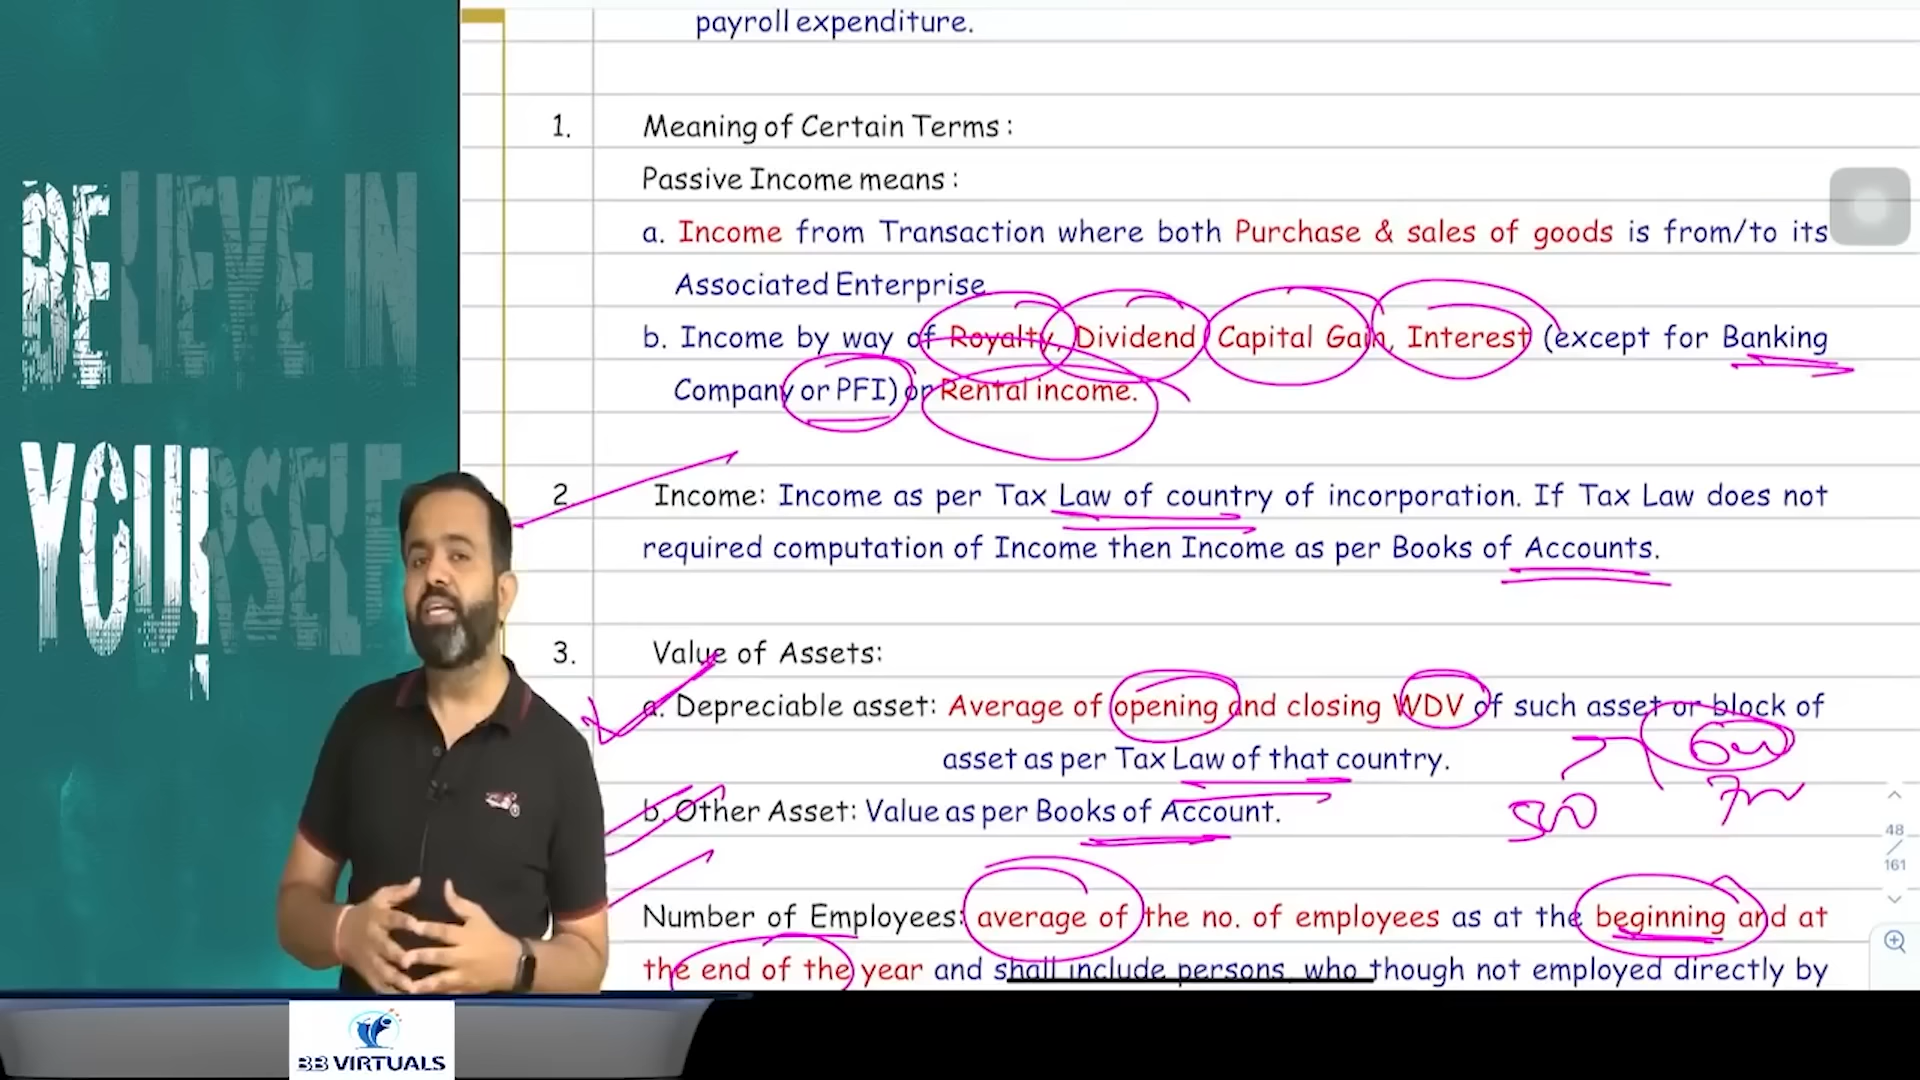 payroll expenditure.
1. Meaning of Certain Terms :
Passive Income means :
a. Income from Transaction where both Purchase & sales of goods is from/to its
Associated Enterprise
b. Income by way of Royalty, Dividend Capital Gain, Interest (except for Banking
Company or PFI) or Rental income.
2. Income: Income as per Tax Law of country of incorporation. If Tax Law does not
required computation of Income then Income as per Books of Accounts.
3. Value of Assets:
a. Depreciable asset: Average of opening and closing WDV of such asset or block of
asset as per Tax Law of that country.
b. Other Asset: Value as per Books of Account.
Number of Employees: average of the no. of employees as at the beginning and at
the end of the year and shall include persons, who though not employed directly by
BELIEVE IN
YOURSELF
48
161
BB VIRTUALS